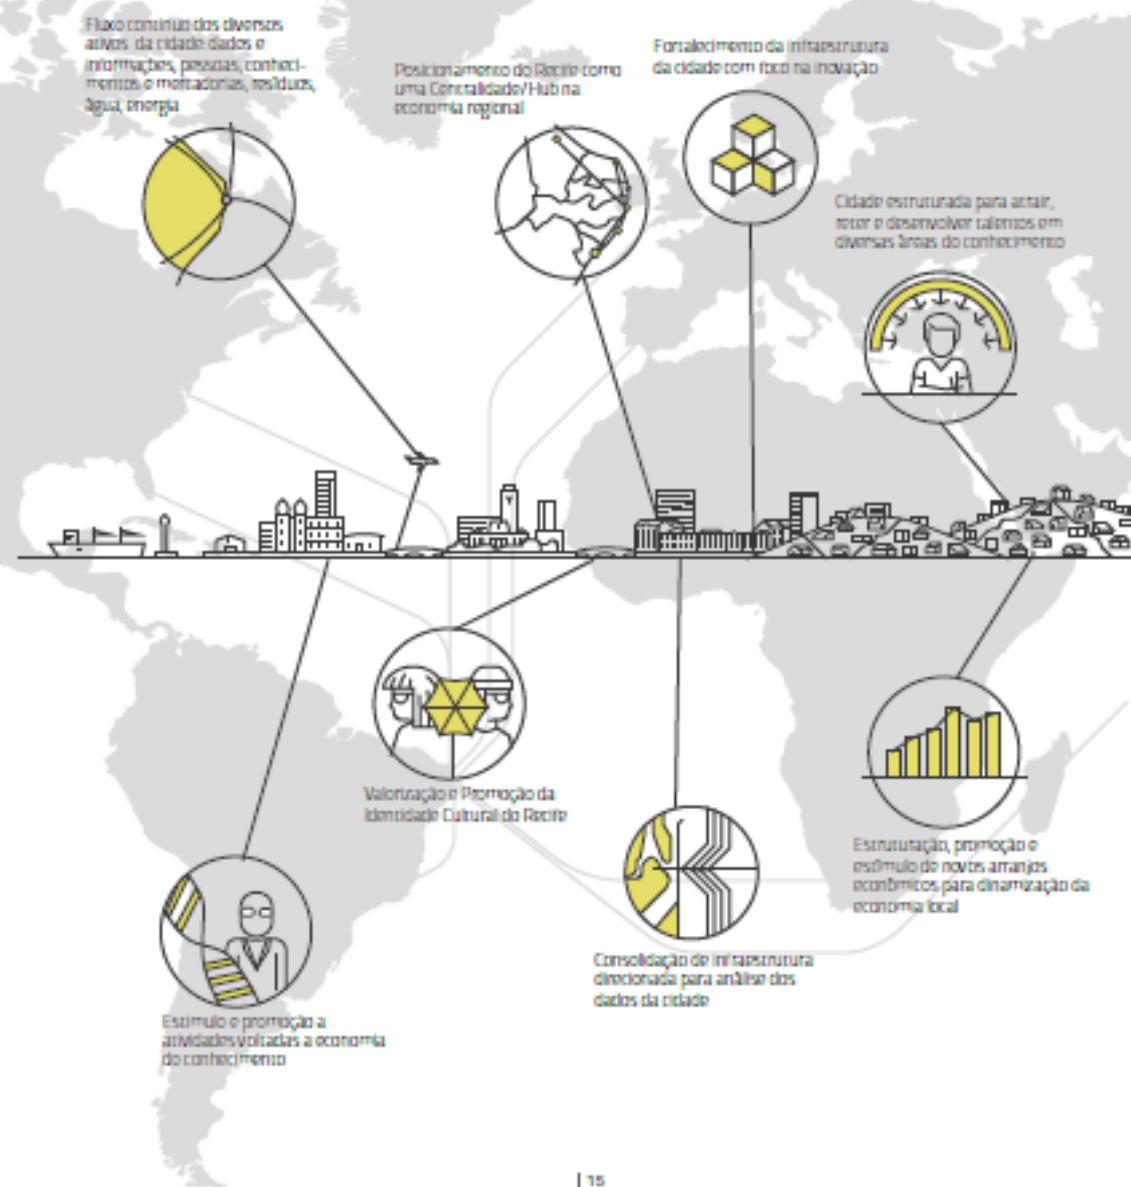 Fluxo contínuo dos diversos
ativos da cidade: dados e
informações, pessoas, conheci-
mentos e mercadorias, resíduos,
água, energia
Posicionamento do Recife como
uma Centralidade/Hub na
economia regional
Fortalecimento da infraestrutura
da cidade com foco na inovação
Cidade estruturada para atrair,
reter e desenvolver talentos em
diversas áreas do conhecimento
Valorização e Promoção da
Identidade Cultural do Recife
Estruturação, promoção e
estímulo de novos arranjos
econômicos para dinamização da
economia local
Consolidação de infraestrutura
direcionada para análise dos
dados da cidade
Estímulo e promoção a
atividades voltadas a economia
do conhecimento
| 15